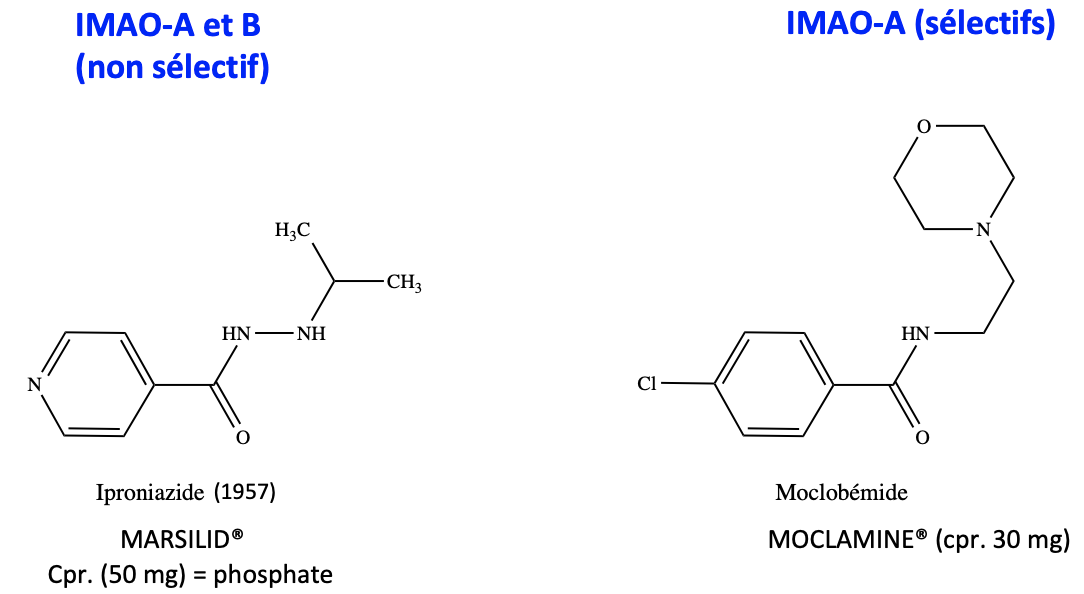 IMAO-A et B
(non sélectif)
IMAO-A (sélectifs)
H3C
CH3
HN
NH
N
O
Iproniazide (1957)
MARSILID®
Cpr. (50 mg) = phosphate
O
N
HN
Cl
O
Moclobémide
MOCLAMINE® (cpr. 30 mg)